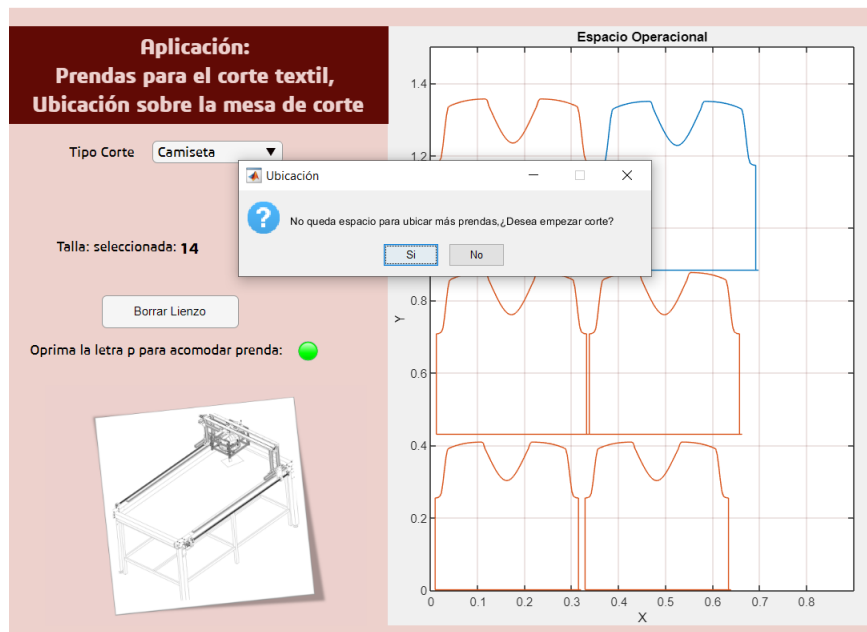 Aplicación:
Prendas para el corte textil,
Ubicación sobre la mesa de corte
Tipo Corte Camiseta
Talla: seleccionada: 14
Borrar Lienzo
Oprima la letra p para acomodar prenda:
Espacio Operacional
1.4
1.2
Ubicación
No queda espacio para ubicar más prendas,¿Desea empezar corte?
Si No
0.8
Y
0.6
0.4
0.2
0
0 0.1 0.2 0.3 0.4 0.5 0.6 0.7 0.8
X